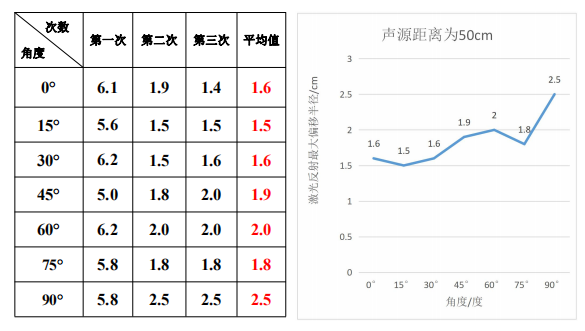 次数
角度
第一次 第二次 第三次 平均值
0° 6.1 1.9 1.4 1.6
15° 5.6 1.5 1.5 1.5
30° 6.2 1.5 1.6 1.6
45° 5.0 1.8 2.0 1.9
60° 6.2 2.0 2.0 2.0
75° 5.8 1.8 1.8 1.8
90° 5.8 2.5 2.5 2.5
声源距离为50cm
激光反射最大偏移半径/cm
3
2.5
2
1.5
1
0.5
0
1.6 1.5 1.6 1.9 2 1.8 2.5
0° 15° 30° 45° 60° 75° 90°
角度/度